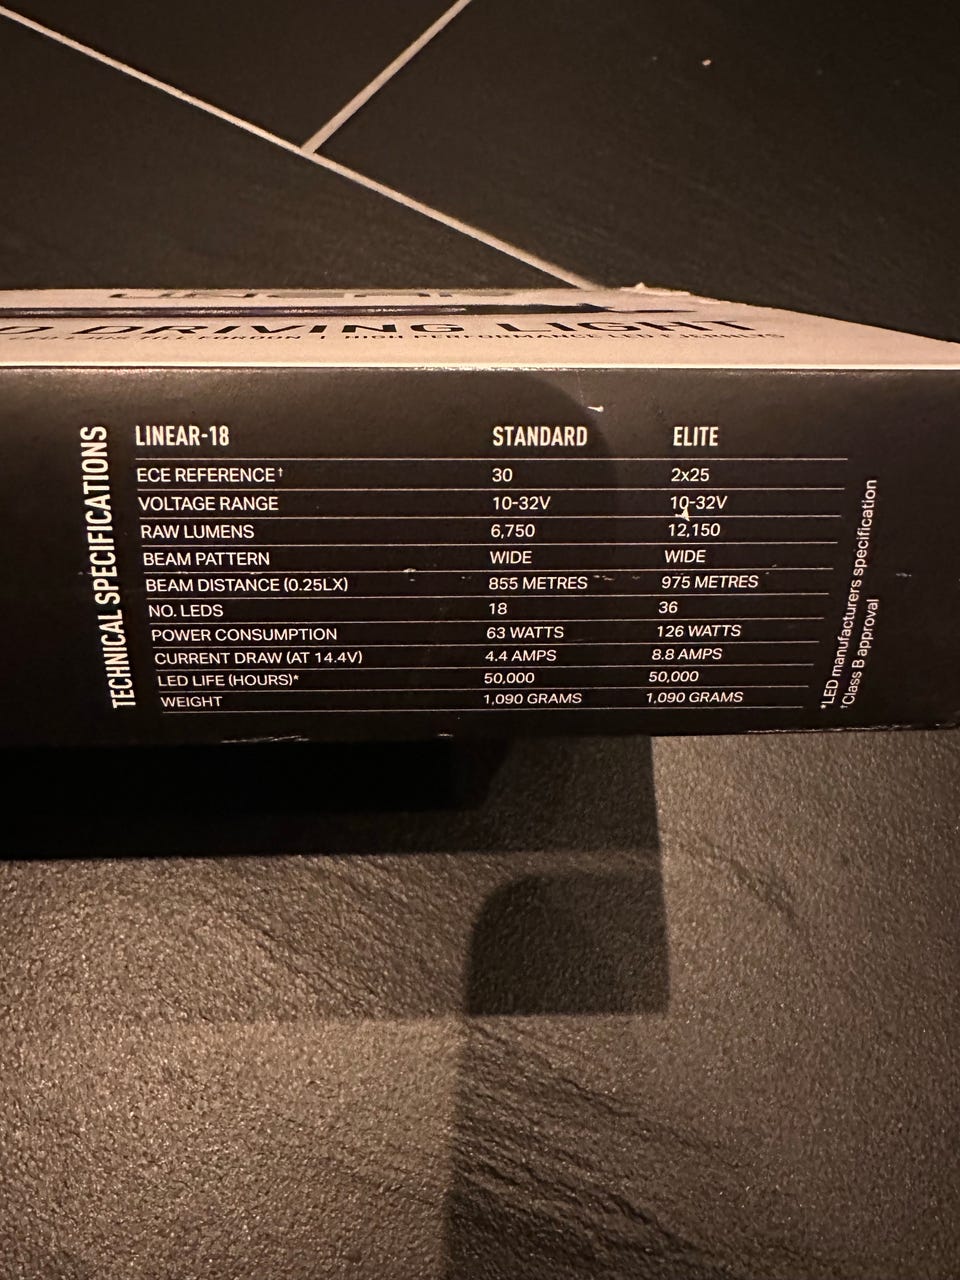 DRIVING LIGHT
TECHNICAL SPECIFICATIONS
LINEAR-18 STANDARD ELITE
ECE REFERENCE† 30 2x25
VOLTAGE RANGE 10-32V 10-32V
RAW LUMENS 6,750 12,150
BEAM PATTERN WIDE WIDE
BEAM DISTANCE (0.25LX) 855 METRES 975 METRES
NO. LEDS 18 36
POWER CONSUMPTION 63 WATTS 126 WATTS
CURRENT DRAW (AT 14.4V) 4.4 AMPS 8.8 AMPS
LED LIFE (HOURS)* 50,000 50,000
WEIGHT 1,090 GRAMS 1,090 GRAMS
*LED manufacturers specification
†Class B approval